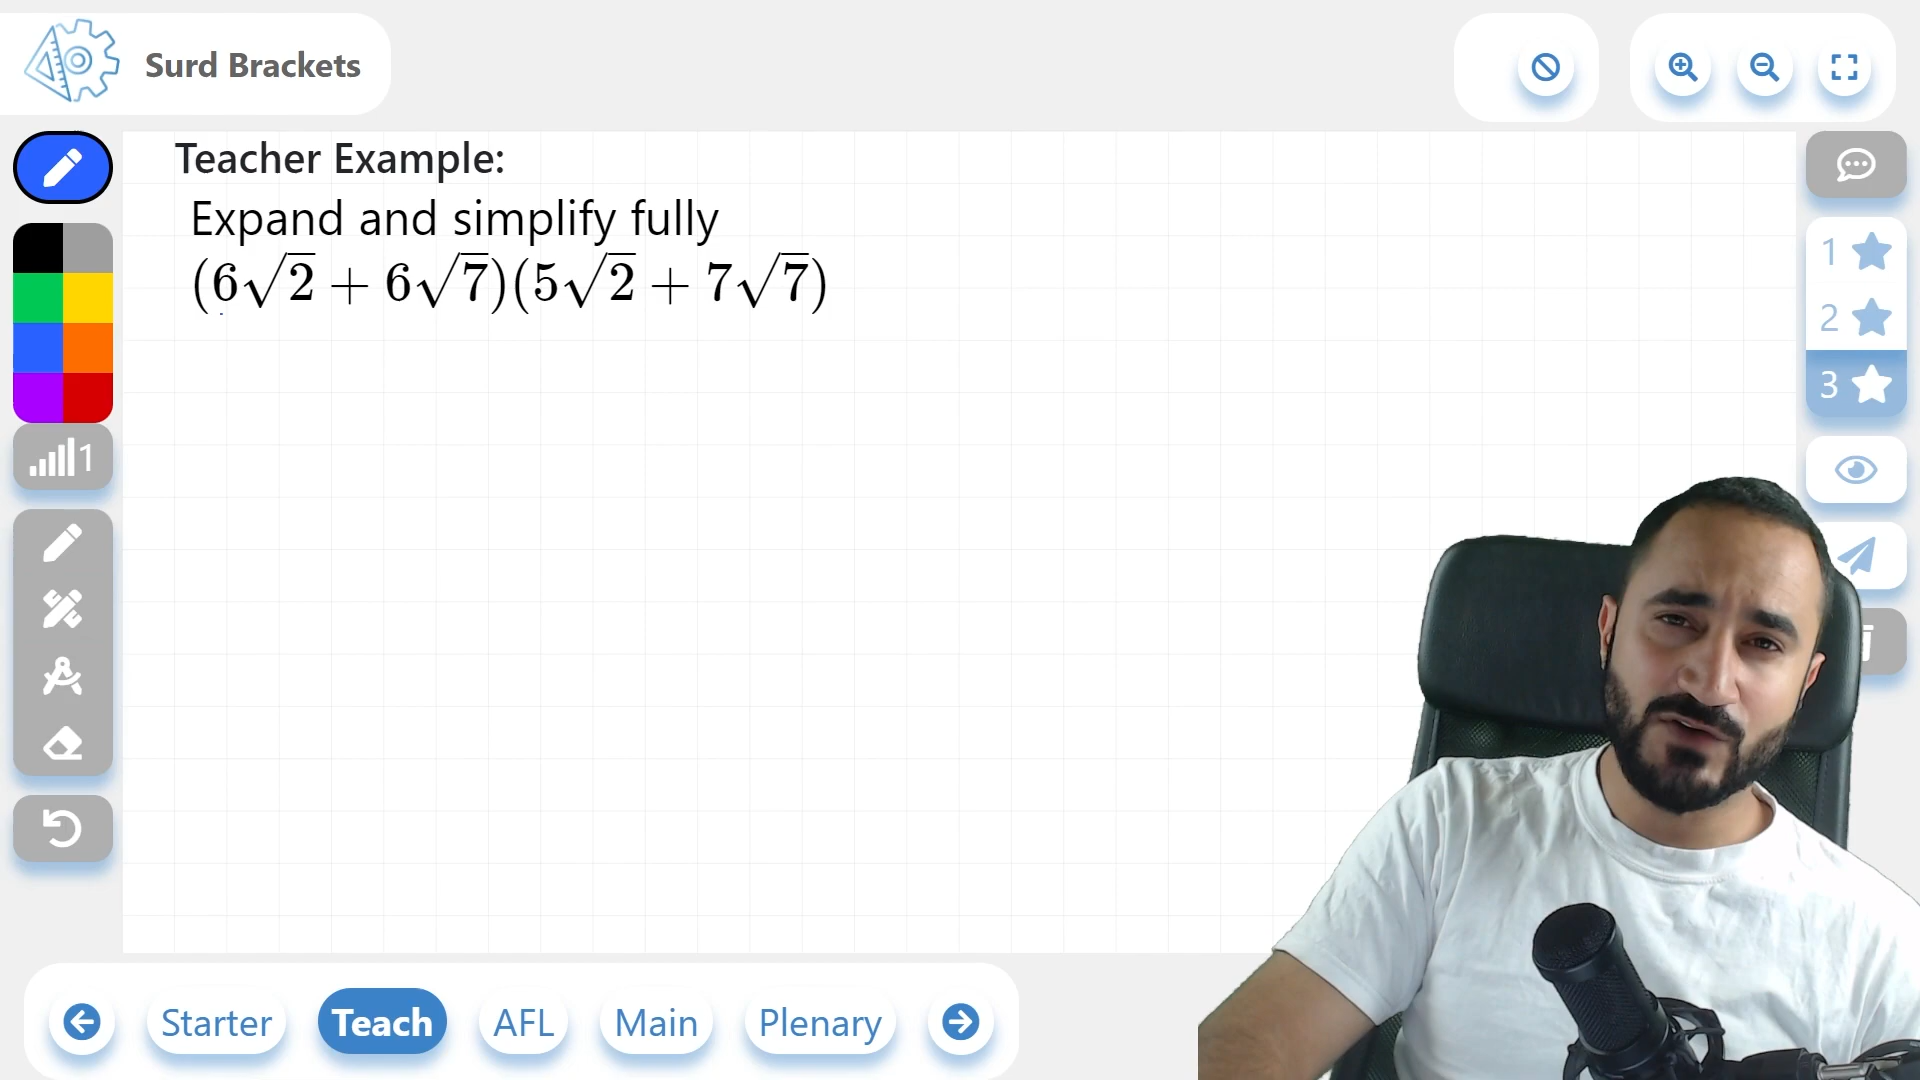 Surd Brackets
Teacher Example:
Expand and simplify fully
(6√2 + 6√7)(5√2 + 7√7)
1
1
2
3
Starter
Teach
AFL
Main
Plenary